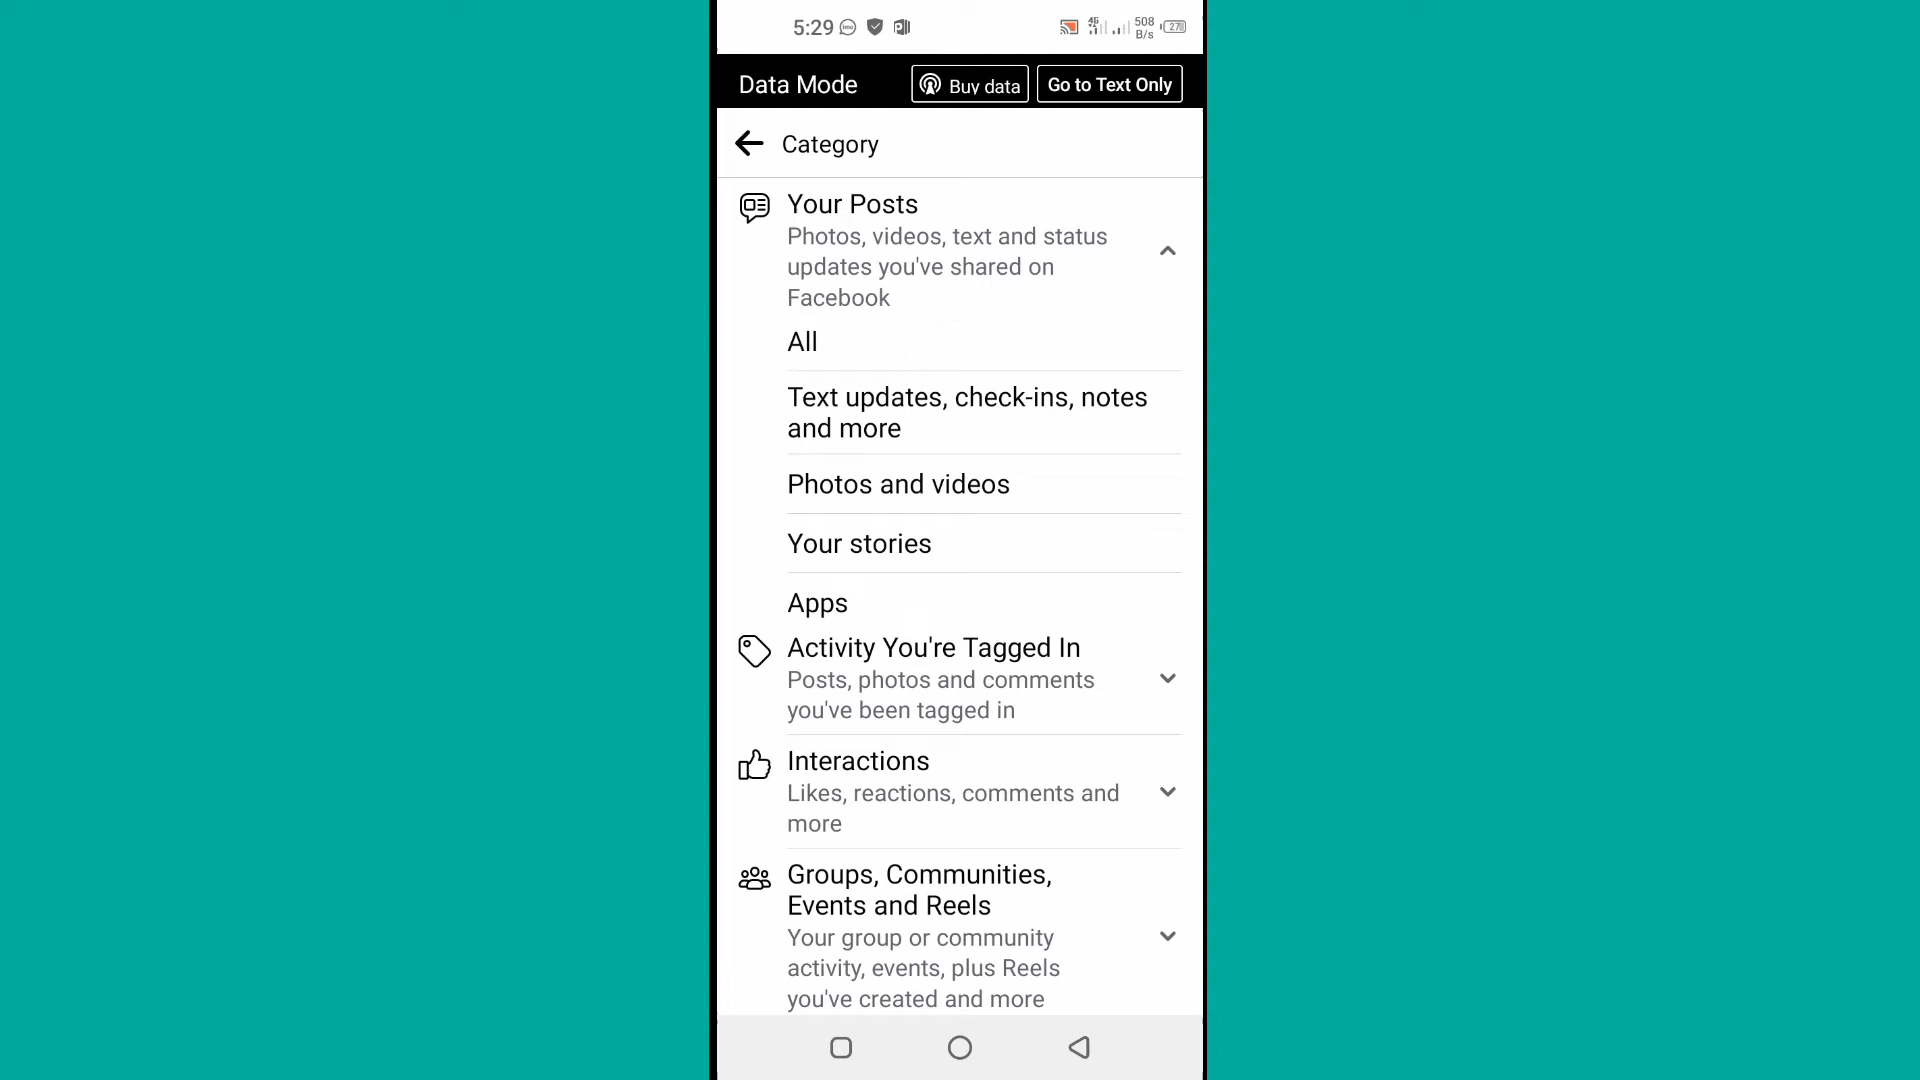 5:29 imo 4G 508 B/s 27
Data Mode Buy data Go to Text Only
Category
Your Posts
Photos, videos, text and status
updates you've shared on
Facebook
All
Text updates, check-ins, notes
and more
Photos and videos
Your stories
Apps
Activity You're Tagged In
Posts, photos and comments
you've been tagged in
Interactions
Likes, reactions, comments and
more
Groups, Communities,
Events and Reels
Your group or community
activity, events, plus Reels
you've created and more